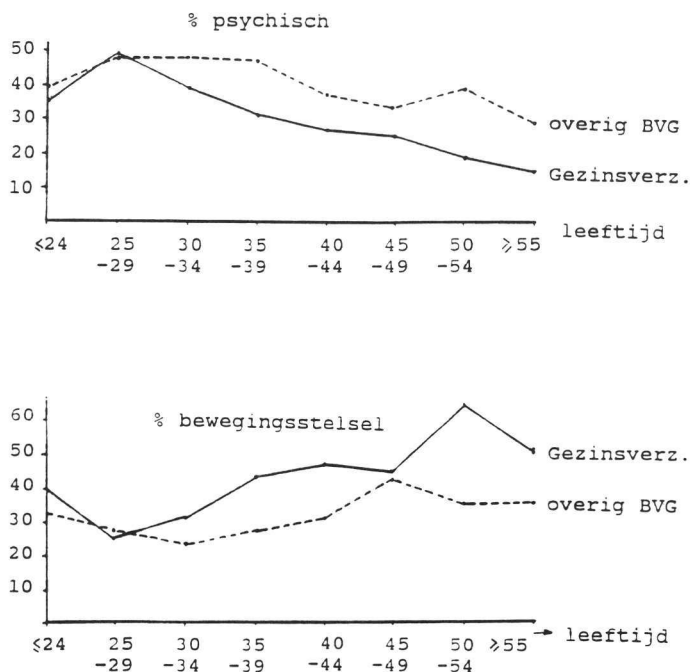 % psychisch
50
40
30
20
10
overig BVG
Gezinsverz.
⩽24 25 30 35 40 45 50 ⩾55 leeftijd
-29 -34 -39 -44 -49 -54
% bewegingsstelsel
60
50
40
30
20
10
Gezinsverz.
overig BVG
⩽24 25 30 35 40 45 50 ⩾55 leeftijd
-29 -34 -39 -44 -49 -54